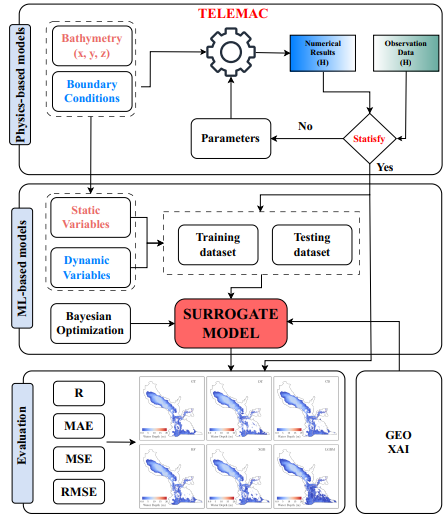 TELEMAC
Physics-based models
Bathymetry
(x, y, z)
Boundary
Conditions
Numerical
Results
(H)
Observation
Data
(H)
Parameters
No
Statisfy
Yes
ML-based models
Static
Variables
Dynamic
Variables
Training
dataset
Testing
dataset
Bayesian
Optimization
SURROGATE
MODEL
Evaluation
R
MAE
MSE
RMSE
GEO
XAI